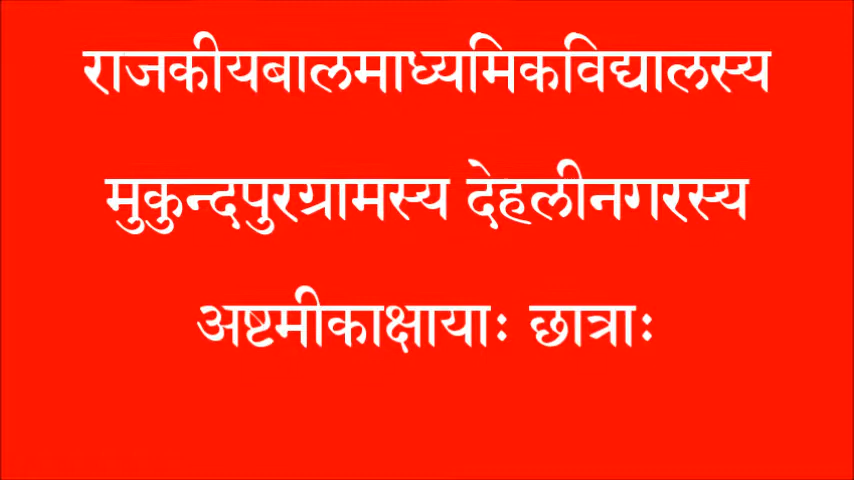 राजकीयबालमाध्यमिकविद्यालस्य
मुकुन्दपुरग्रामस्य देहलीनगरस्य
अष्टमीकाक्षायाः छात्राः